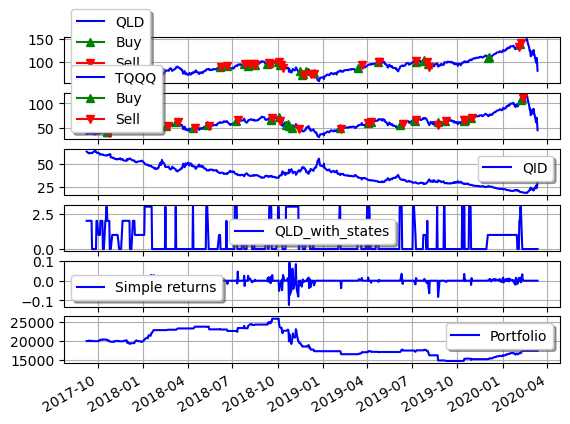 QLD
Buy
Sell
150
100
TQQQ
Buy
Sell
100
50
50
25
QID
2.5
0.0
QLD_with_states
0.1
0.0
−0.1
Simple returns
25000
20000
15000
Portfolio
2017-10
2018-01
2018-04
2018-07
2018-10
2019-01
2019-04
2019-07
2019-10
2020-01
2020-04